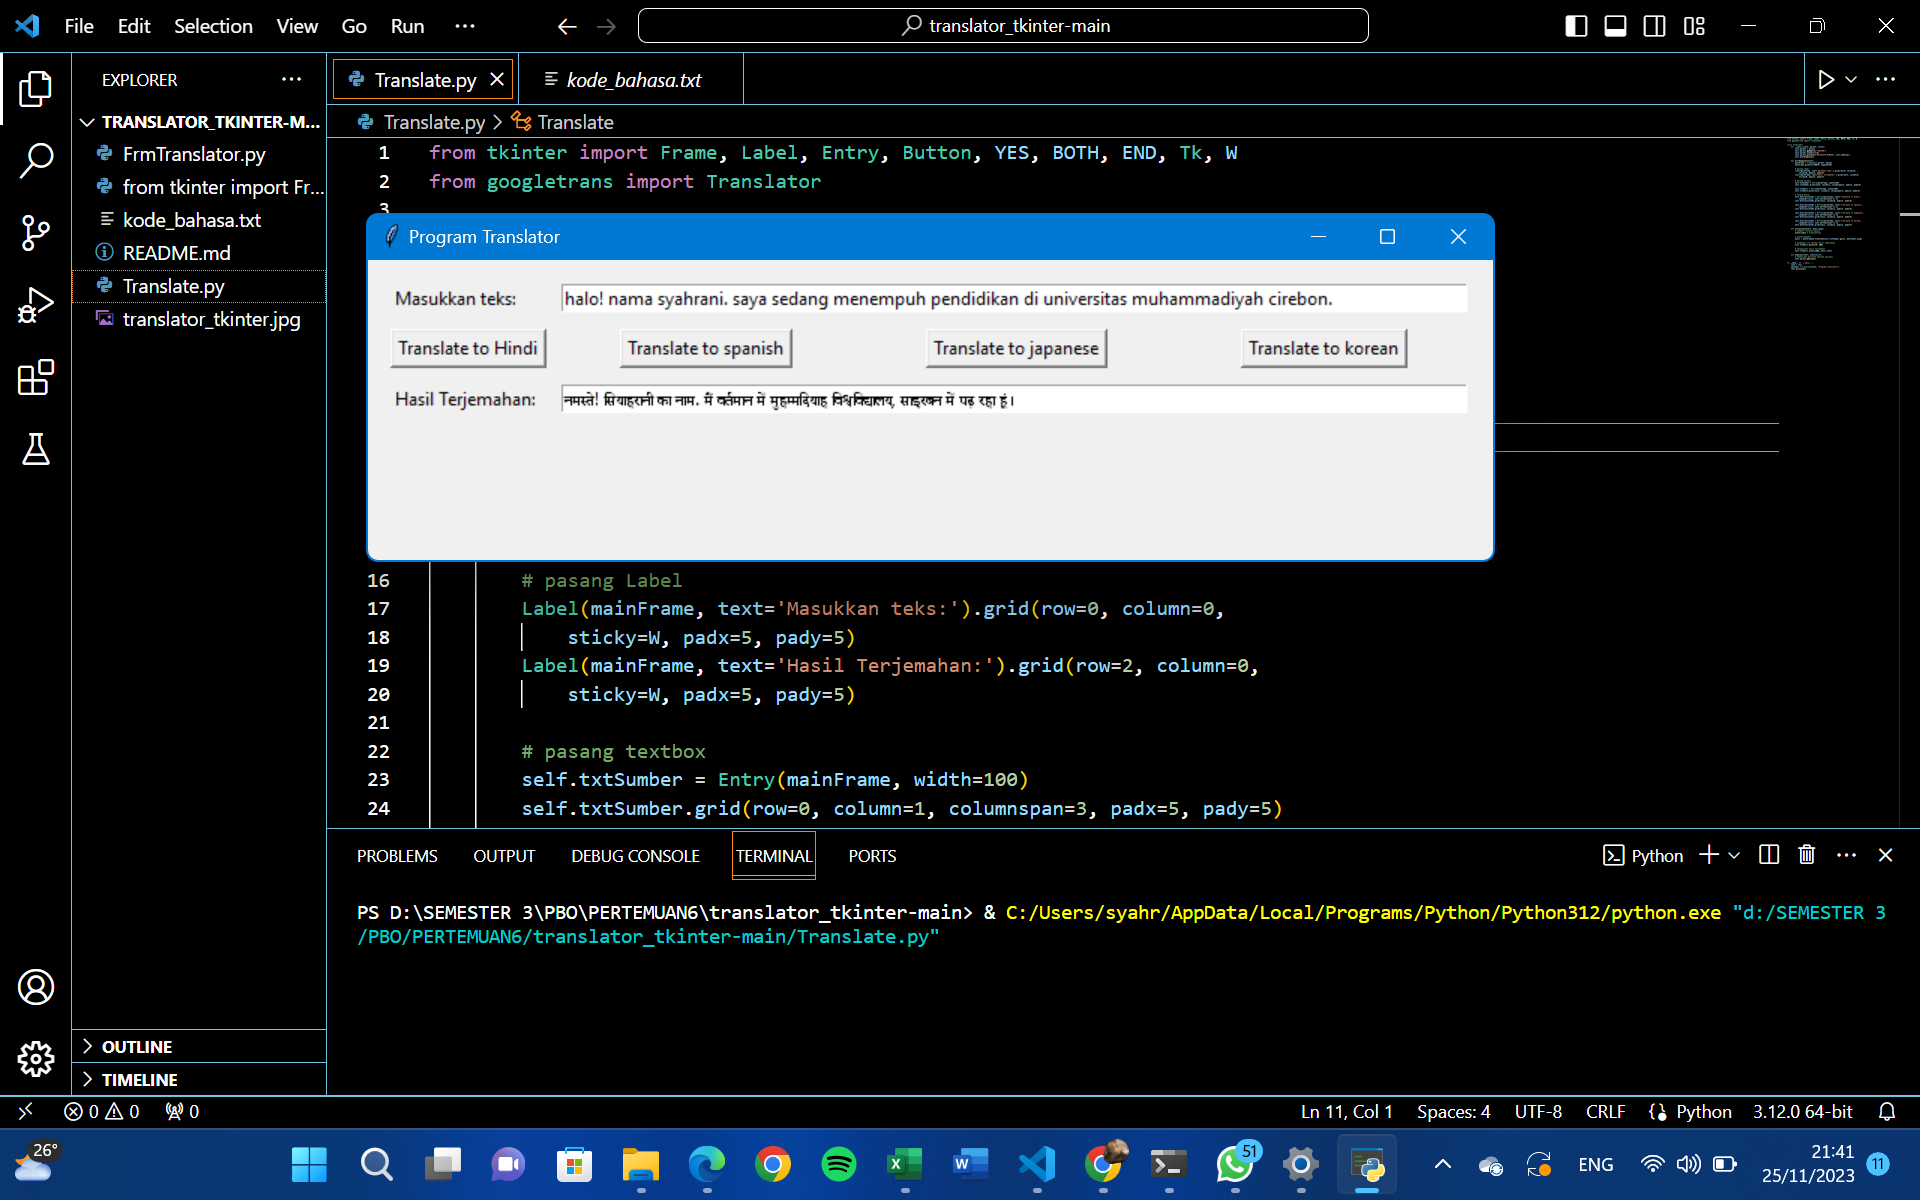 File Edit Selection View Go Run ···
translator_tkinter-main
EXPLORER
TRANSLATOR_TKINTER-M...
FrmTranslator.py
from tkinter import Fr...
kode_bahasa.txt
README.md
Translate.py
translator_tkinter.jpg
OUTLINE
TIMELINE
Translate.py kode_bahasa.txt
Translate.py > Translate
1 from tkinter import Frame, Label, Entry, Button, YES, BOTH, END, Tk, W
2 from googletrans import Translator
3
Program Translator
Masukkan teks: halo! nama syahrani. saya sedang menempuh pendidikan di universitas muhammadiyah cirebon.
Translate to Hindi Translate to spanish Translate to japanese Translate to korean
Hasil Terjemahan: नमस्ते! सियाहरानी का नाम. मैं वर्तमान में मुहम्मदियाह विश्वविद्यालय, साइरबन में पढ़ रहा हूं।
16 # pasang Label
17 Label(mainFrame, text='Masukkan teks:').grid(row=0, column=0,
18 sticky=W, padx=5, pady=5)
19 Label(mainFrame, text='Hasil Terjemahan:').grid(row=2, column=0,
20 sticky=W, padx=5, pady=5)
21
22 # pasang textbox
23 self.txtSumber = Entry(mainFrame, width=100)
24 self.txtSumber.grid(row=0, column=1, columnspan=3, padx=5, pady=5)
PROBLEMS OUTPUT DEBUG CONSOLE TERMINAL PORTS
Python
PS D:\SEMESTER 3\PBO\PERTEMUAN6\translator_tkinter-main> & C:/Users/syahr/AppData/Local/Programs/Python/Python312/python.exe "d:/SEMESTER 3
/PBO/PERTEMUAN6/translator_tkinter-main/Translate.py"
0 0 0
Ln 11, Col 1 Spaces: 4 UTF-8 CRLF Python 3.12.0 64-bit
26°
51
ENG
21:41
25/11/2023
11